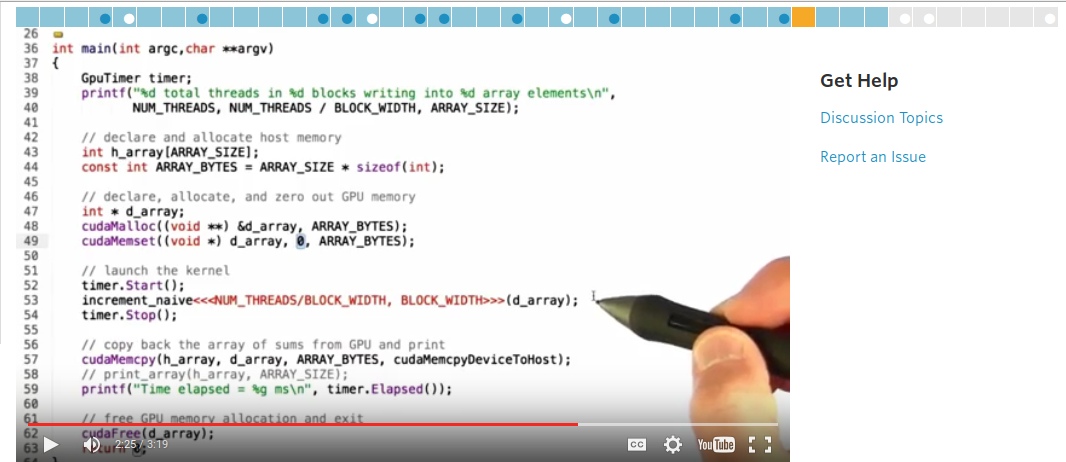 26
36 int main(int argc,char **argv)
37 {
38 GpuTimer timer;
39 printf("%d total threads in %d blocks writing into %d array elements\n",
40 NUM_THREADS, NUM_THREADS / BLOCK_WIDTH, ARRAY_SIZE);
41
42 // declare and allocate host memory
43 int h_array[ARRAY_SIZE];
44 const int ARRAY_BYTES = ARRAY_SIZE * sizeof(int);
45
46 // declare, allocate, and zero out GPU memory
47 int * d_array;
48 cudaMalloc((void **) &d_array, ARRAY_BYTES);
49 cudaMemset((void *) d_array, 0, ARRAY_BYTES);
50
51 // launch the kernel
52 timer.Start();
53 increment_naive<<<NUM_THREADS/BLOCK_WIDTH, BLOCK_WIDTH>>>(d_array);
54 timer.Stop();
55
56 // copy back the array of sums from GPU and print
57 cudaMemcpy(h_array, d_array, ARRAY_BYTES, cudaMemcpyDeviceToHost);
58 // print_array(h_array, ARRAY_SIZE);
59 printf("Time elapsed = %g ms\n", timer.Elapsed());
60
61 // free GPU memory allocation and exit
62 cudaFree(d_array);
63 return 0;
2:25 / 3:19
CC
YouTube
Get Help
Discussion Topics
Report an Issue